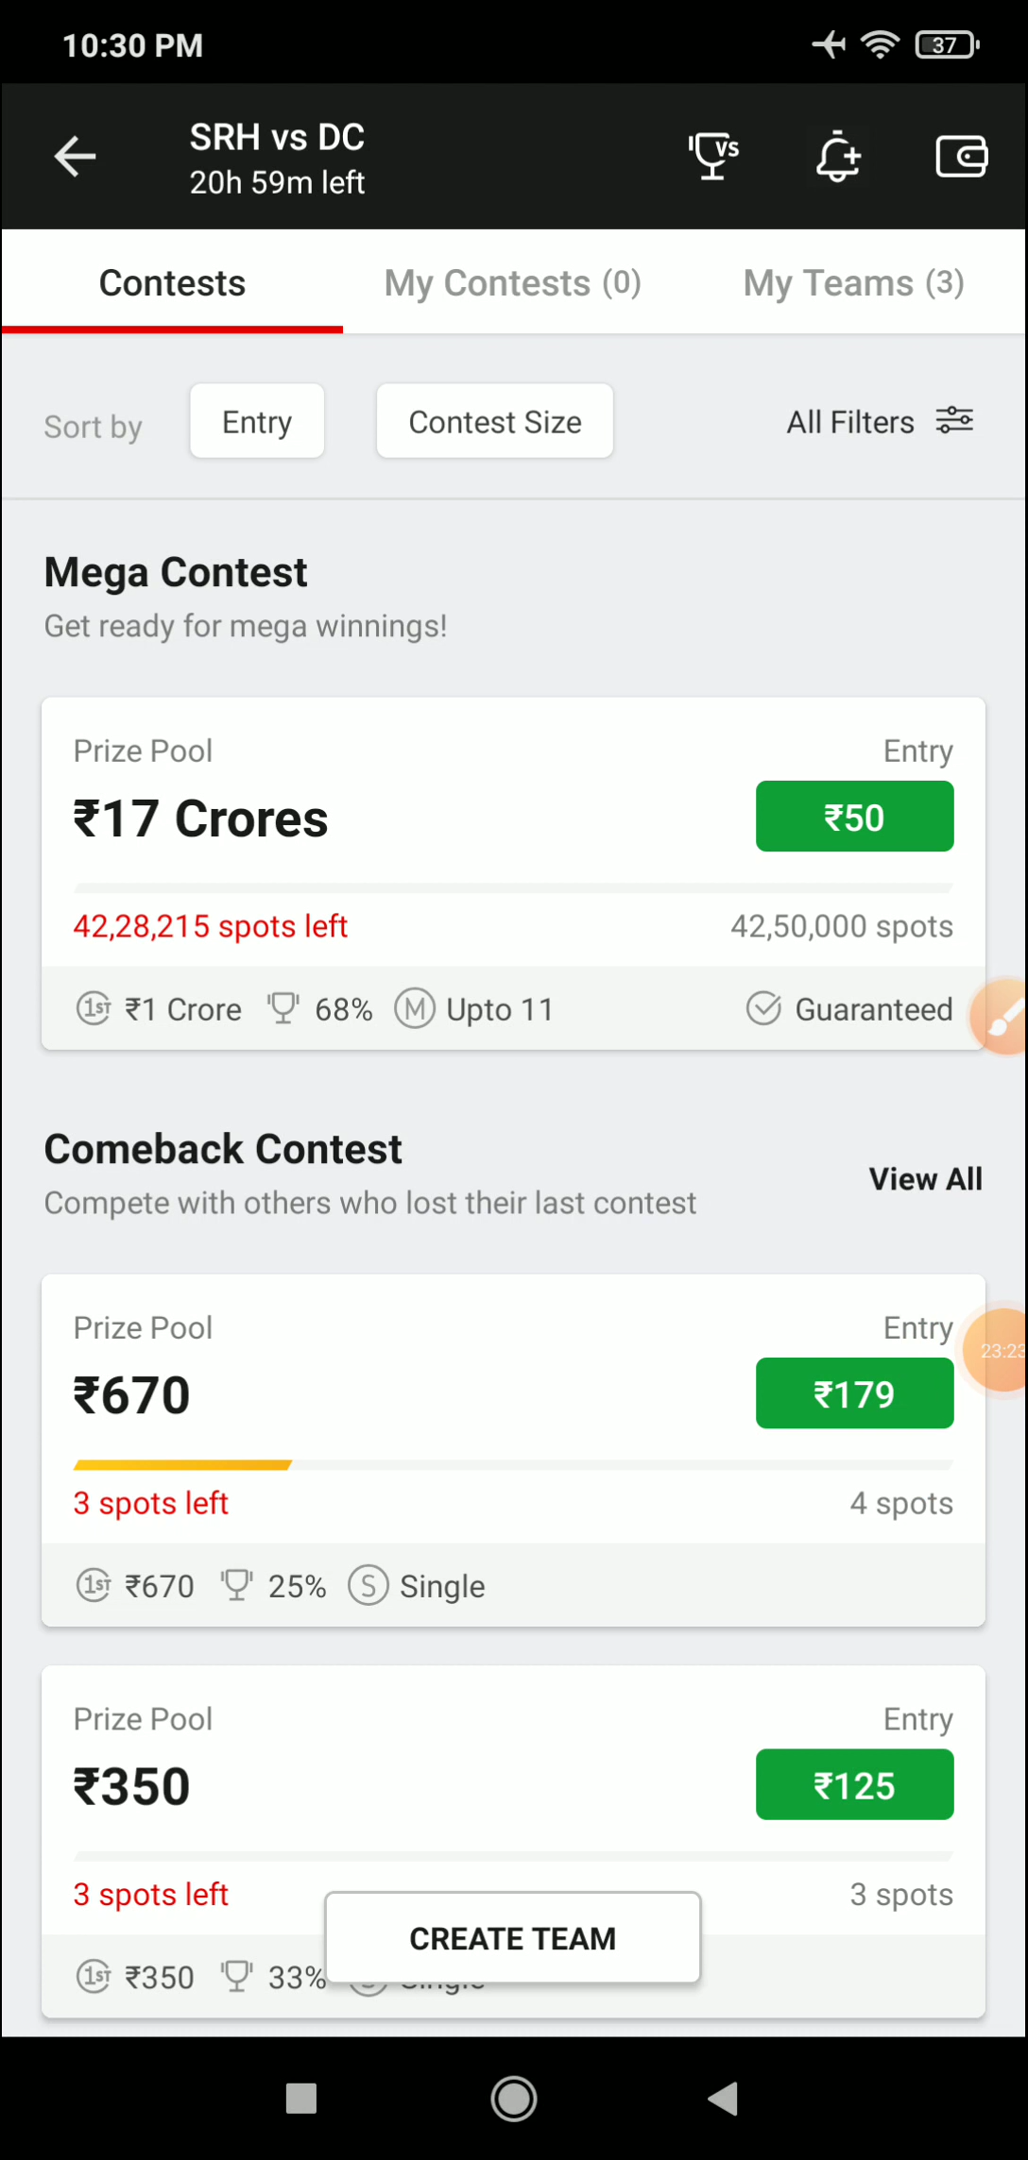 10:30 PM
37
SRH vs DC
20h 59m left
VS
Contests
My Contests (0)
My Teams (3)
Sort by
Entry
Contest Size
All Filters
Mega Contest
Get ready for mega winnings!
Prize Pool
Entry
₹17 Crores
₹50
42,28,215 spots left
42,50,000 spots
1ST ₹1 Crore
68%
M Upto 11
Guaranteed
Comeback Contest
View All
Compete with others who lost their last contest
Prize Pool
Entry
23:23
₹670
₹179
3 spots left
4 spots
1ST ₹670
25%
S Single
Prize Pool
Entry
₹350
₹125
3 spots left
3 spots
CREATE TEAM
1ST ₹350
33%
Single